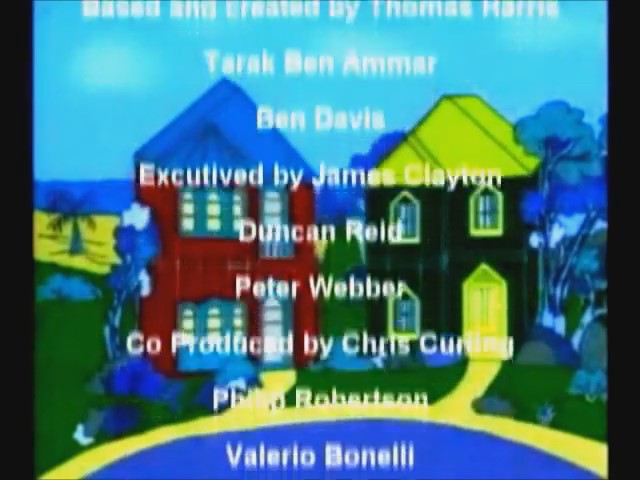 Based and created by Thomas Harris
Tarak Ben Ammar
Ben Davis
Excutived by James Clayton
Duncan Reid
Peter Webber
Co Produced by Chris Curling
Philip Robertson
Valerio Bonelli